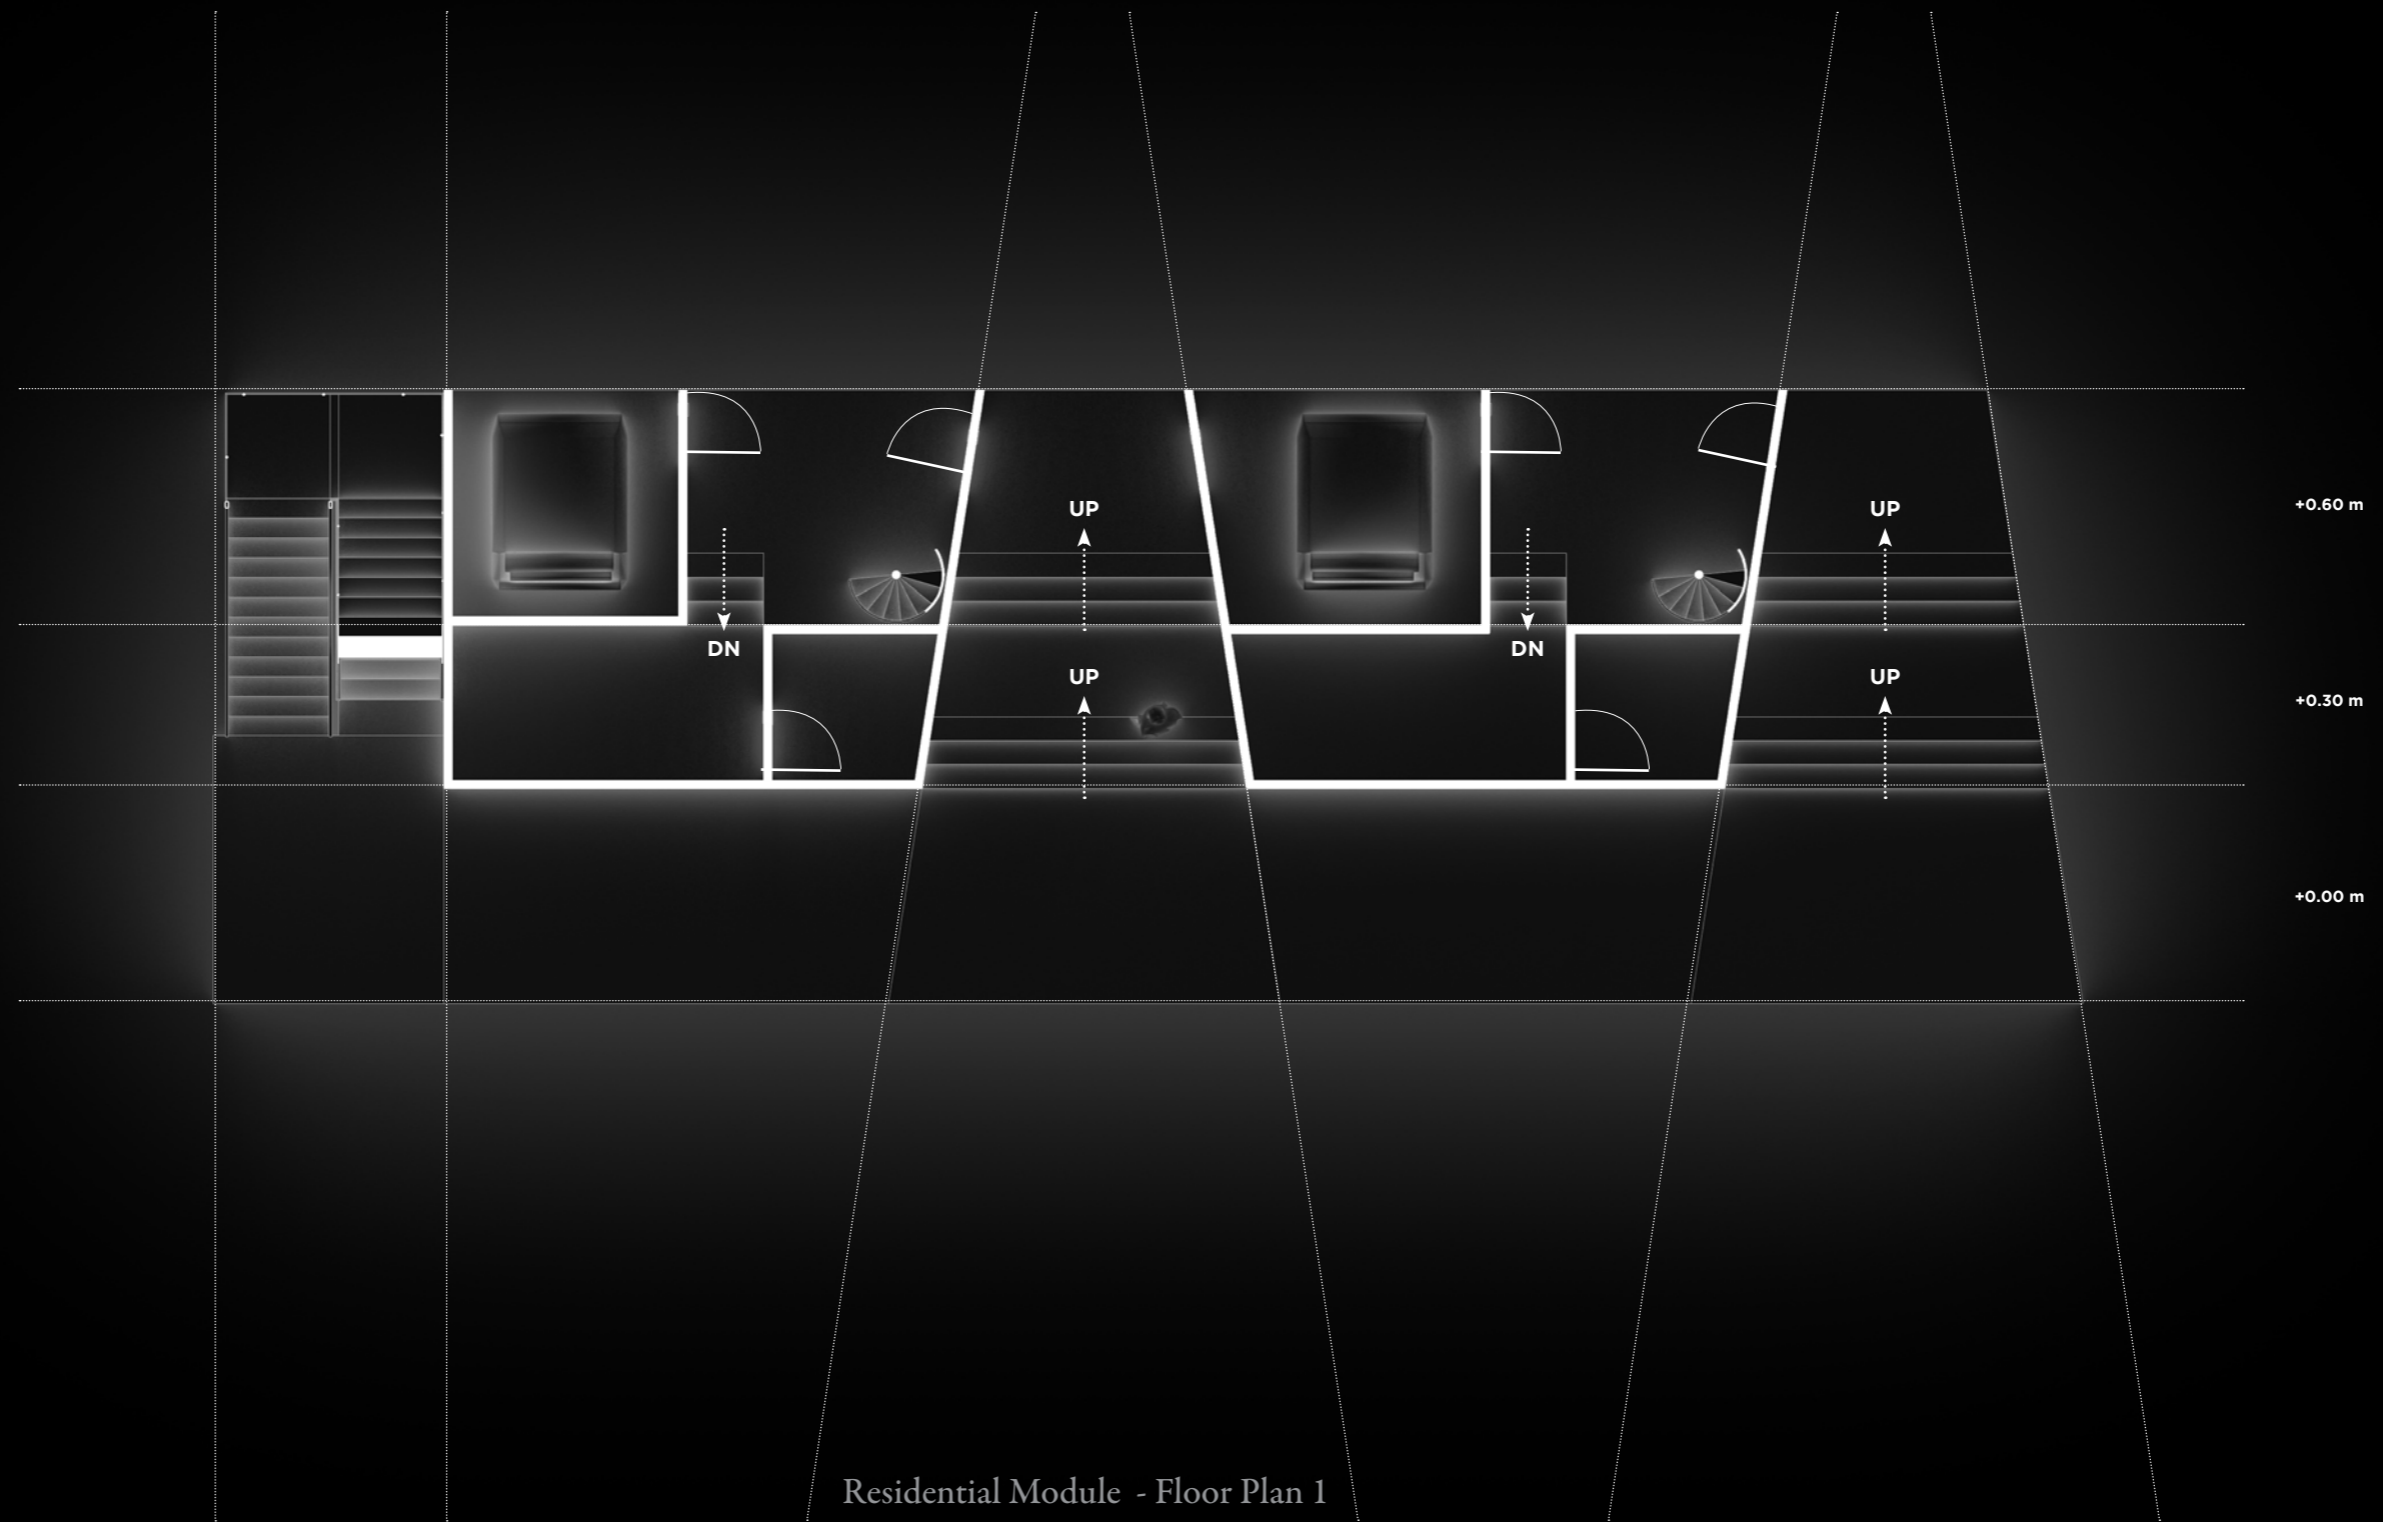 UP
UP
+0.60 m
DN
DN
UP
UP
+0.30 m
+0.00 m
Residential Module - Floor Plan 1